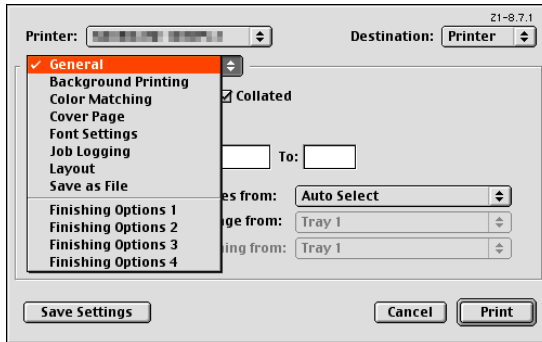 Z1-8.7.1
Printer: Destination: Printer
General
Background Printing
Color Matching
Collated
Cover Page
Font Settings
Job Logging
To:
Layout
Save as File
es from: Auto Select
Finishing Options 1
ge from: Tray 1
Finishing Options 2
Finishing Options 3
ing from: Tray 1
Finishing Options 4
Save Settings Cancel Print